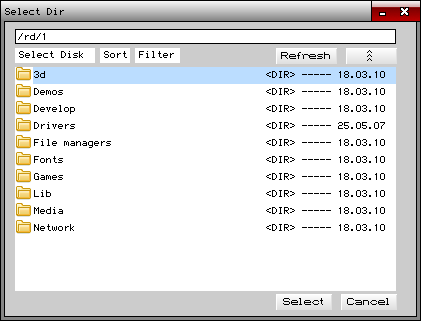 Select Dir
/rd/1
Select Disk Sort Filter Refresh
3d <DIR> ----- 18.03.10
Demos <DIR> ----- 18.03.10
Develop <DIR> ----- 18.03.10
Drivers <DIR> ----- 25.05.07
File managers <DIR> ----- 18.03.10
Fonts <DIR> ----- 18.03.10
Games <DIR> ----- 18.03.10
Lib <DIR> ----- 18.03.10
Media <DIR> ----- 18.03.10
Network <DIR> ----- 18.03.10
Select Cancel